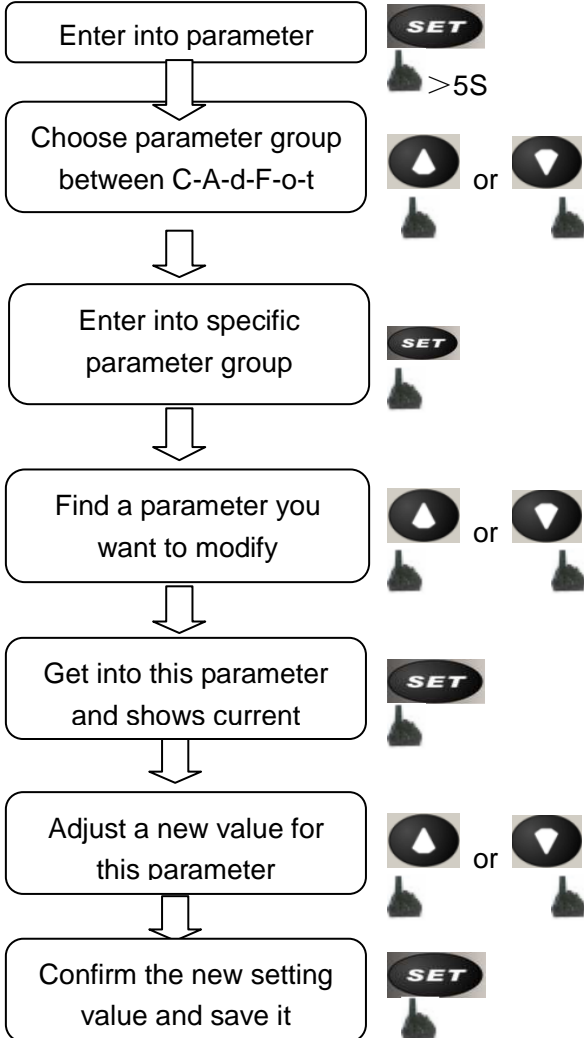 Enter into parameter
SET
>5S
Choose parameter group
between C-A-d-F-o-t
or
Enter into specific
parameter group
SET
Find a parameter you
want to modify
or
Get into this parameter
and shows current
SET
Adjust a new value for
this parameter
or
Confirm the new setting
value and save it
SET